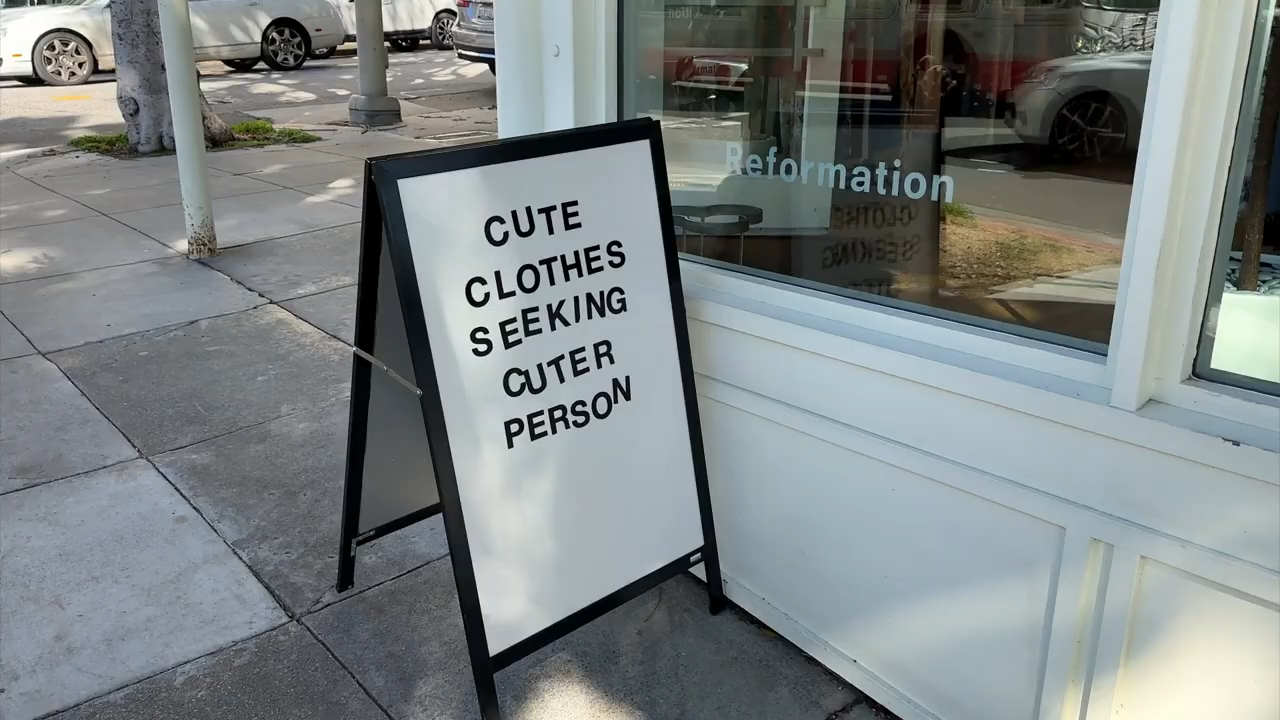 CUTE
CLOTHES
SEEKING
CUTER
PERSON
Reformation